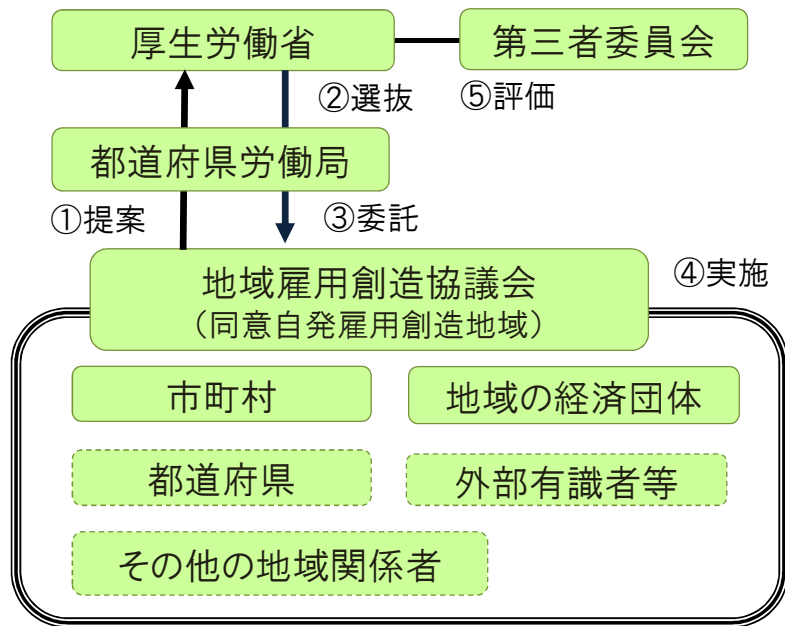 厚生労働省
第三者委員会
②選抜
⑤評価
都道府県労働局
①提案
③委託
地域雇用創造協議会
（同意自発雇用創造地域）
④実施
市町村
地域の経済団体
都道府県
外部有識者等
その他の地域関係者